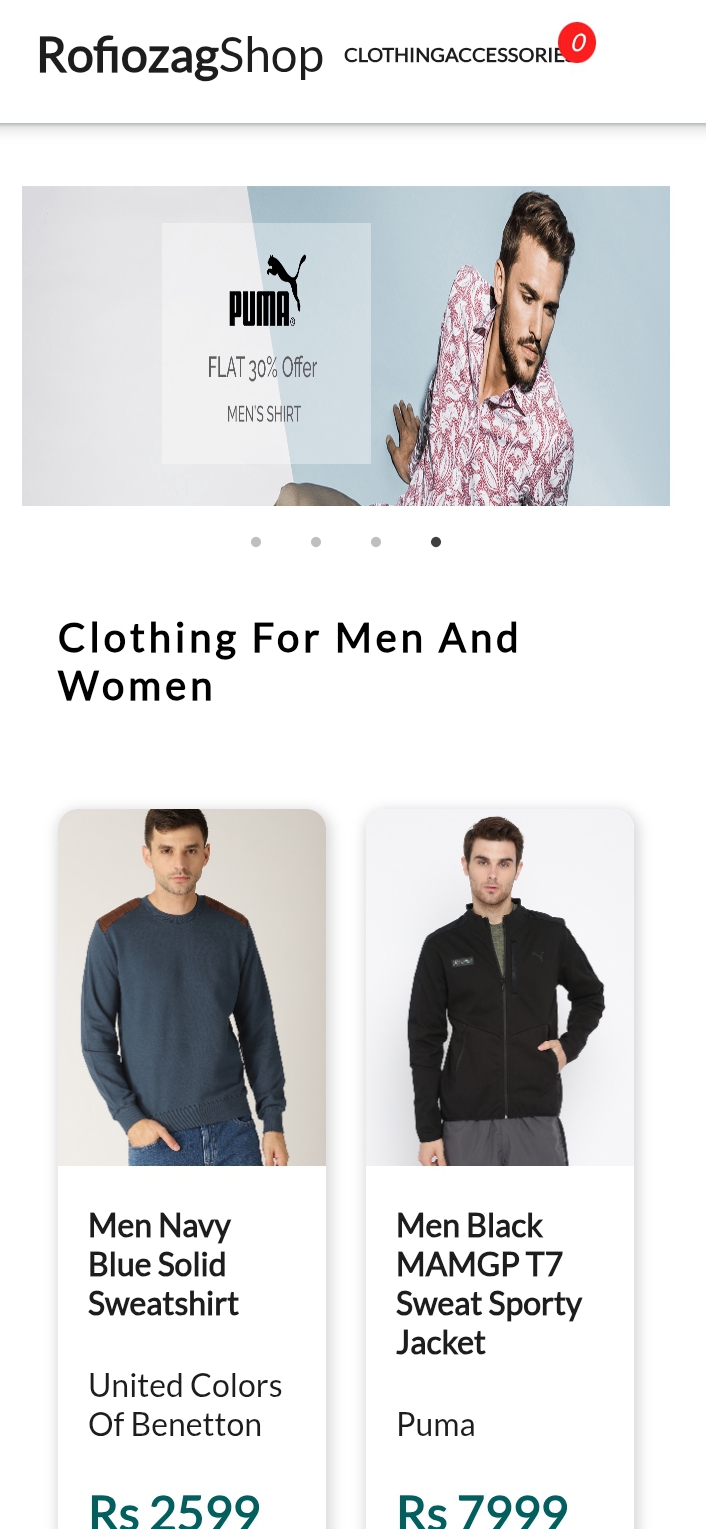 RofiozagShop CLOTHINGACCESSORIES 0
PUMA
FLAT 30% Offer
MEN'S SHIRT
Clothing For Men And
Women
Men Navy
Blue Solid
Sweatshirt
United Colors
Of Benetton
Rs 2599
Men Black
MAMGP T7
Sweat Sporty
Jacket
Puma
Rs 7999